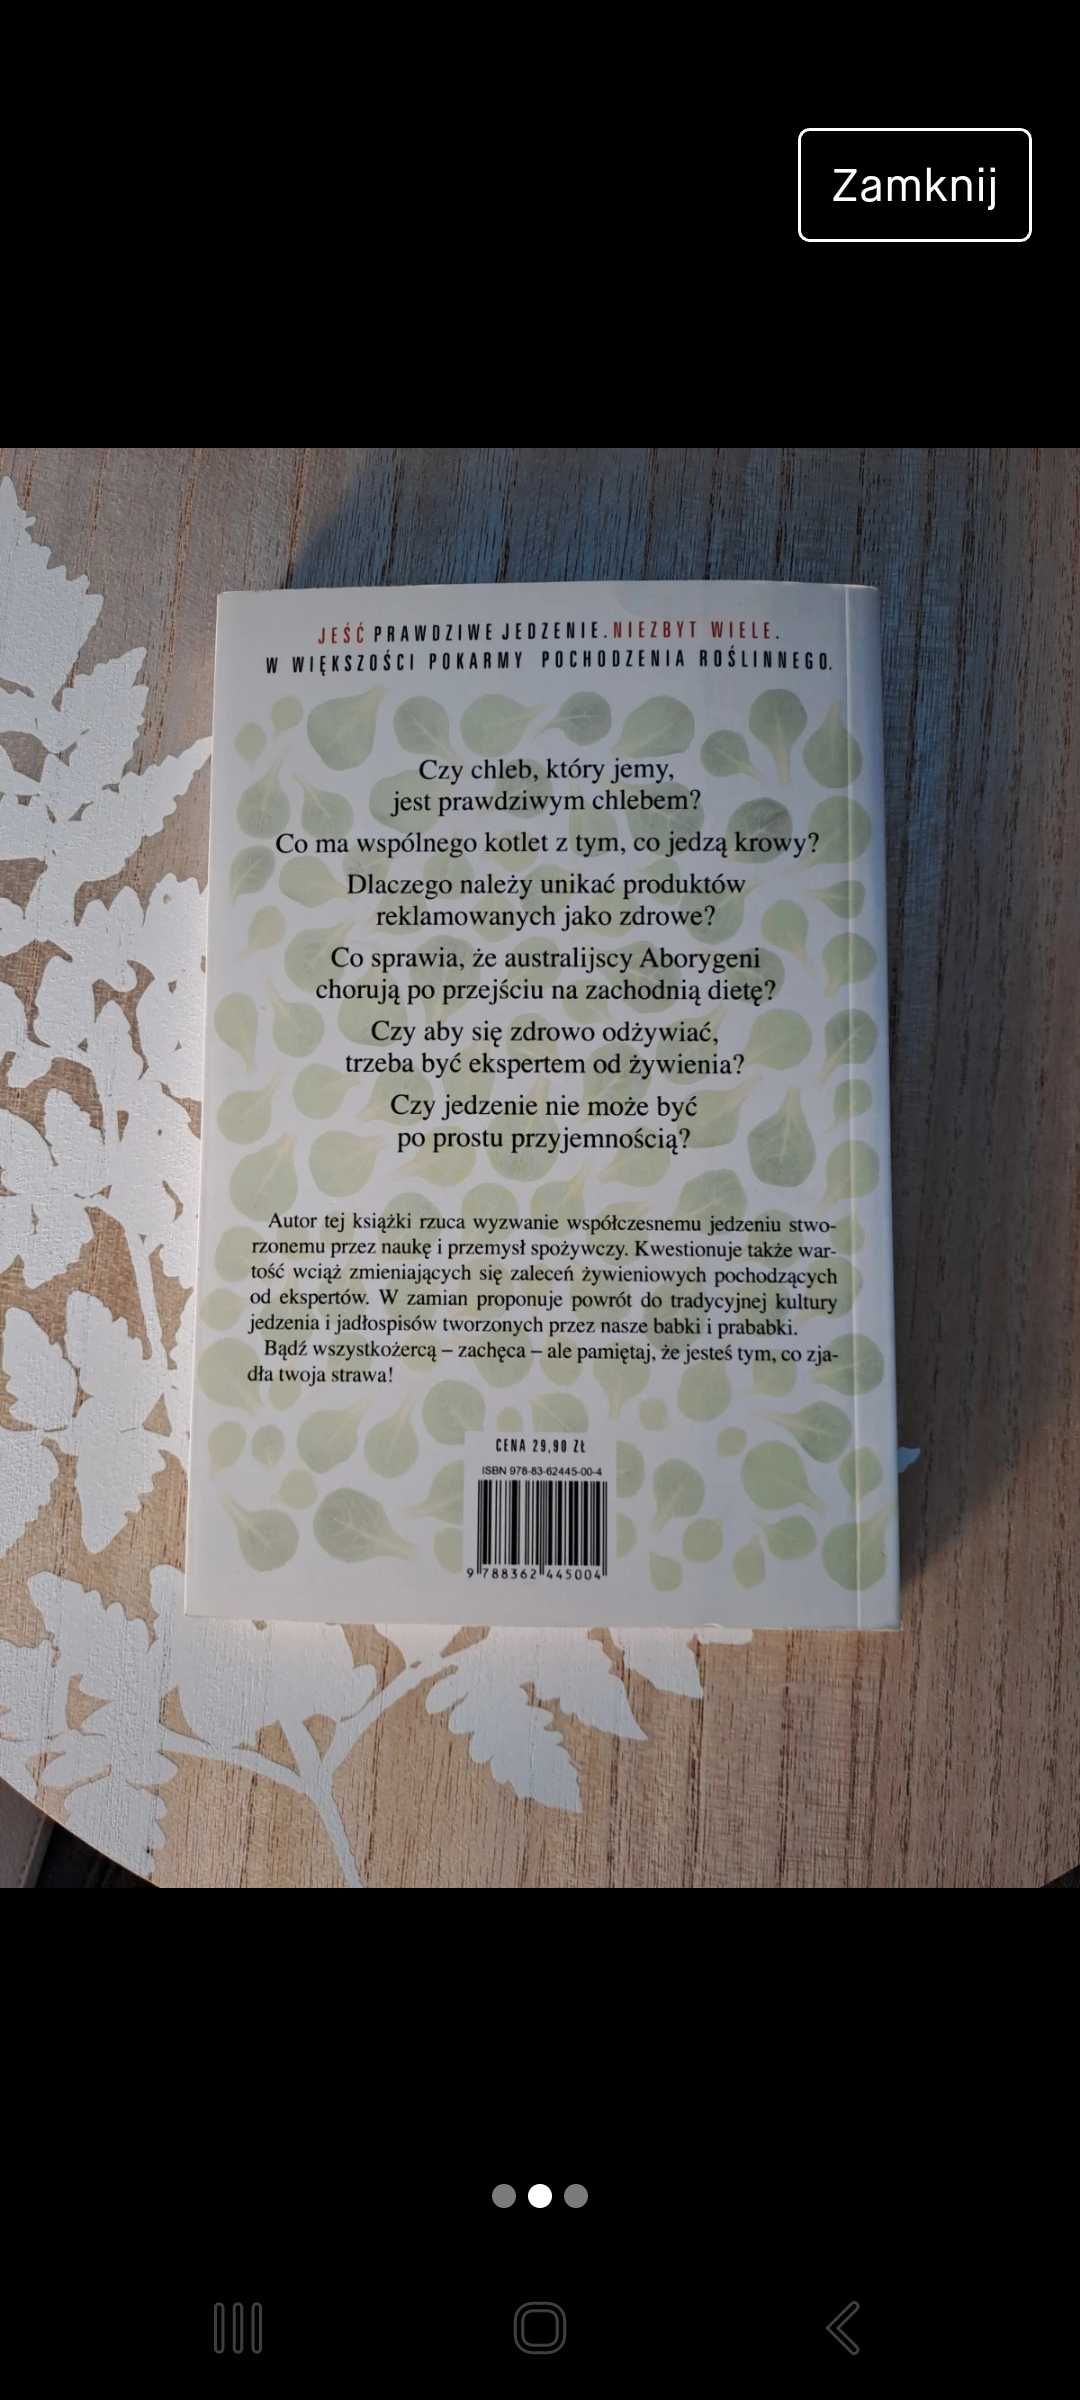 Zamknij
JEŚĆ PRAWDZIWE JEDZENIE. NIEZBYT WIELE.
W WIĘKSZOŚCI POKARMY POCHODZENIA ROŚLINNEGO.
Czy chleb, który jemy,
jest prawdziwym chlebem?
Co ma wspólnego kotlet z tym, co jedzą krowy?
Dlaczego należy unikać produktów
reklamowanych jako zdrowe?
Co sprawia, że australijscy Aborygeni
chorują po przejściu na zachodnią dietę?
Czy aby się zdrowo odżywiać,
trzeba być ekspertem od żywienia?
Czy jedzenie nie może być
po prostu przyjemnością?
Autor tej książki rzuca wyzwanie współczesnemu jedzeniu stwo-
rzonemu przez naukę i przemysł spożywczy. Kwestionuje także war-
tość wciąż zmieniających się zaleceń żywieniowych pochodzących
od ekspertów. W zamian proponuje powrót do tradycyjnej kultury
jedzenia i jadłospisów tworzonych przez nasze babki i prababki.
Bądź wszystkożercą – zachęca – ale pamiętaj, że jesteś tym, co zja-
dła twoja strawa!
CENA 29,90 ZŁ
ISBN 978-83-62445-00-4
9 788362 445004